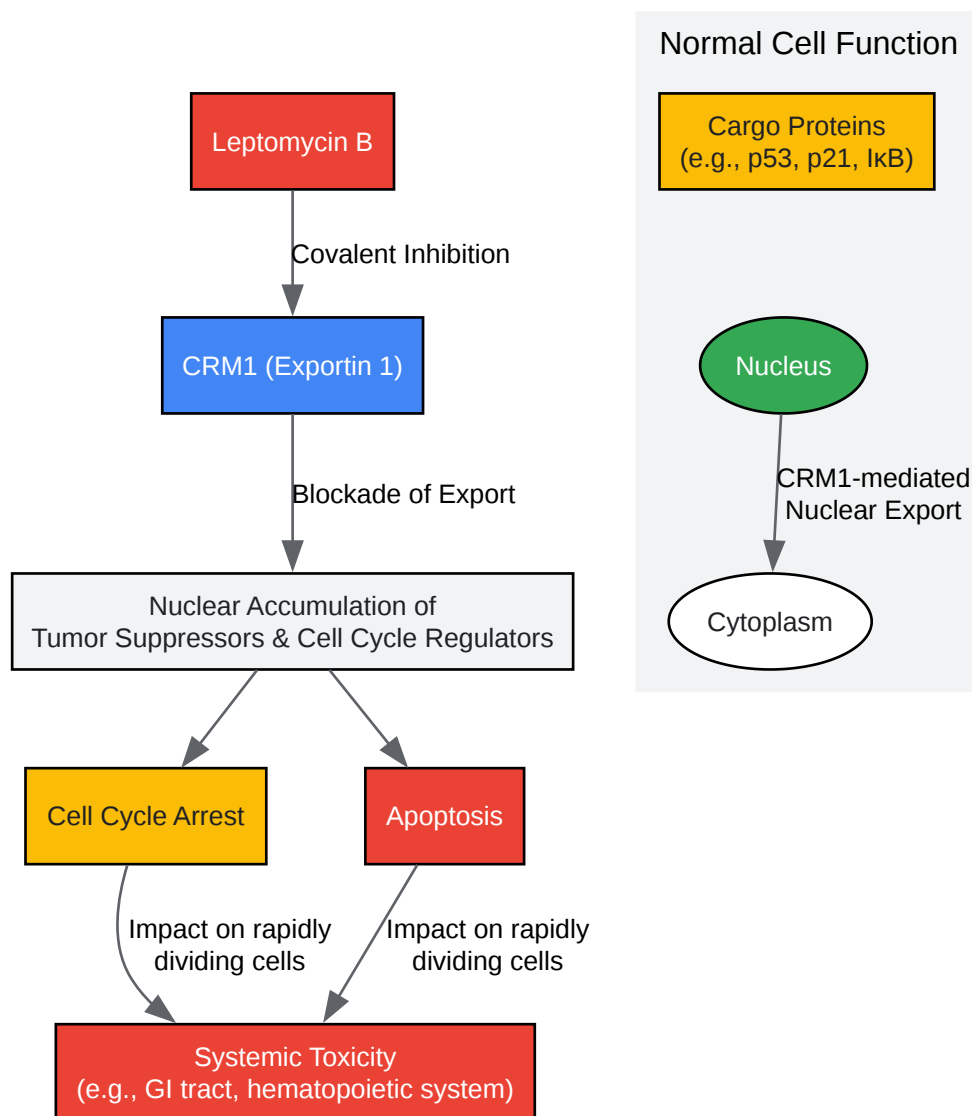 Normal Cell Function
Leptomycin B
Cargo Proteins
(e.g., p53, p21, IκB)
Covalent Inhibition
CRM1 (Exportin 1)
Nucleus
Blockade of Export
CRM1-mediated
Nuclear Export
Nuclear Accumulation of
Tumor Suppressors & Cell Cycle Regulators
Cytoplasm
Cell Cycle Arrest
Apoptosis
Impact on rapidly
dividing cells
Impact on rapidly
dividing cells
Systemic Toxicity
(e.g., GI tract, hematopoietic system)